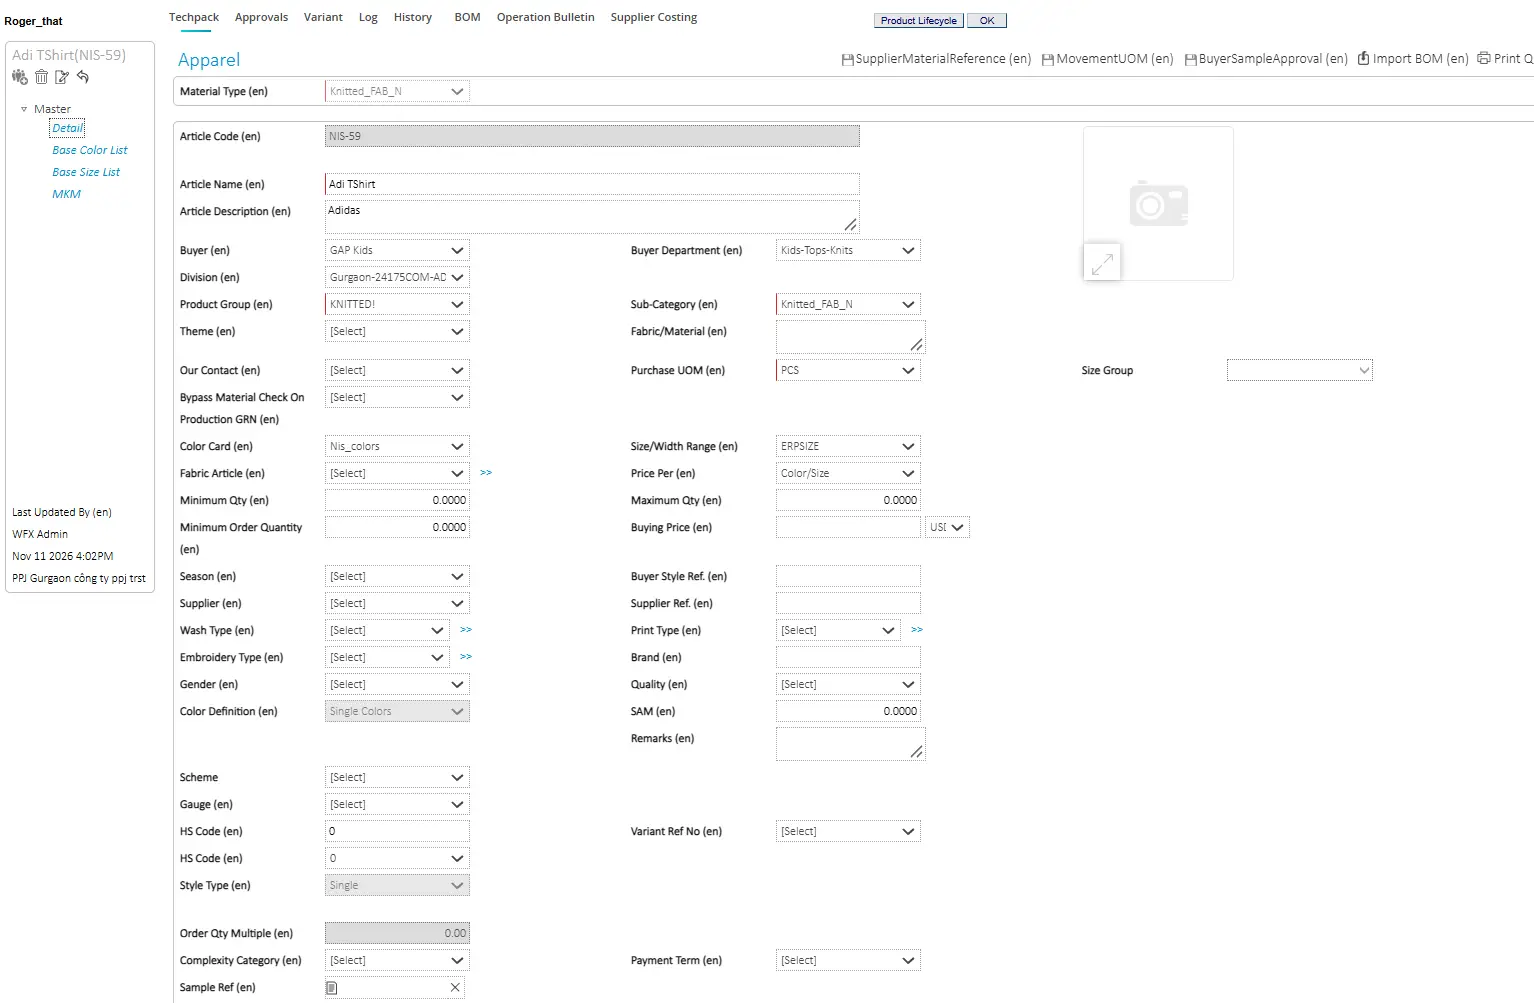 Roger_that
Techpack Approvals Variant Log History BOM Operation Bulletin Supplier Costing
Product Lifecycle OK
Adi TShirt(NIS-59)
Master
Detail
Base Color List
Base Size List
MKM
Last Updated By (en)
WFX Admin
Nov 11 2026 4:02PM
PPJ Gurgaon công ty ppj trst
Apparel
SupplierMaterialReference (en) MovementUOM (en) BuyerSampleApproval (en) Import BOM (en) Print Q
Material Type (en) Knitted_FAB_N
Article Code (en) NIS-59
Article Name (en) Adi TShirt
Article Description (en) Adidas
Buyer (en) GAP Kids Buyer Department (en) Kids-Tops-Knits
Division (en) Gurgaon-24175COM-AD
Product Group (en) KNITTED! Sub-Category (en) Knitted_FAB_N
Theme (en) [Select] Fabric/Material (en)
Our Contact (en) [Select] Purchase UOM (en) PCS Size Group
Bypass Material Check On [Select]
Production GRN (en)
Color Card (en) Nis_colors Size/Width Range (en) ERPSIZE
Fabric Article (en) [Select] >> Price Per (en) Color/Size
Minimum Qty (en) 0.0000 Maximum Qty (en) 0.0000
Minimum Order Quantity 0.0000 Buying Price (en) USD
(en)
Season (en) [Select] Buyer Style Ref. (en)
Supplier (en) [Select] Supplier Ref. (en)
Wash Type (en) [Select] >> Print Type (en) [Select] >>
Embroidery Type (en) [Select] >> Brand (en)
Gender (en) [Select] Quality (en) [Select]
Color Definition (en) Single Colors SAM (en) 0.0000
Remarks (en)
Scheme [Select]
Gauge (en) [Select]
HS Code (en) 0 Variant Ref No (en) [Select]
HS Code (en) 0
Style Type (en) Single
Order Qty Multiple (en) 0.00
Complexity Category (en) [Select] Payment Term (en) [Select]
Sample Ref (en)